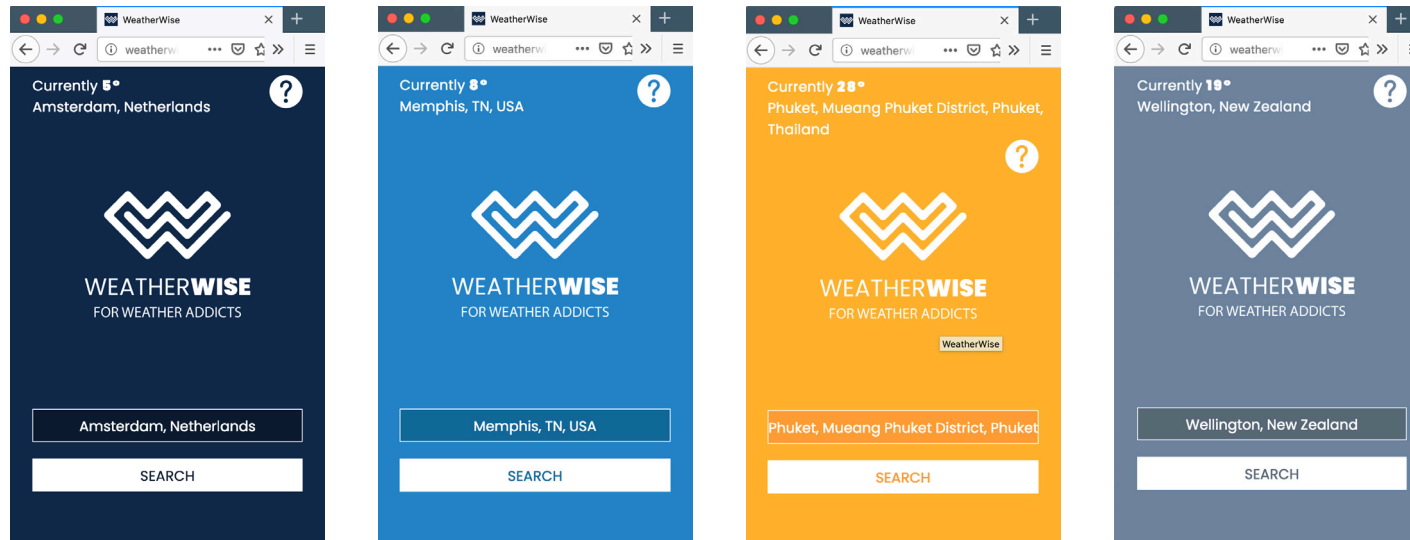 WeatherWise
weatherw
Currently 5°
Amsterdam, Netherlands
?
WEATHERWISE
FOR WEATHER ADDICTS
Amsterdam, Netherlands
SEARCH
WeatherWise
weatherw
Currently 8°
Memphis, TN, USA
?
WEATHERWISE
FOR WEATHER ADDICTS
Memphis, TN, USA
SEARCH
WeatherWise
weatherw
Currently 28°
Phuket, Mueang Phuket District, Phuket,
Thailand
?
WEATHERWISE
FOR WEATHER ADDICTS
WeatherWise
Phuket, Mueang Phuket District, Phuket
SEARCH
WeatherWise
weatherw
Currently 19°
Wellington, New Zealand
?
WEATHERWISE
FOR WEATHER ADDICTS
Wellington, New Zealand
SEARCH